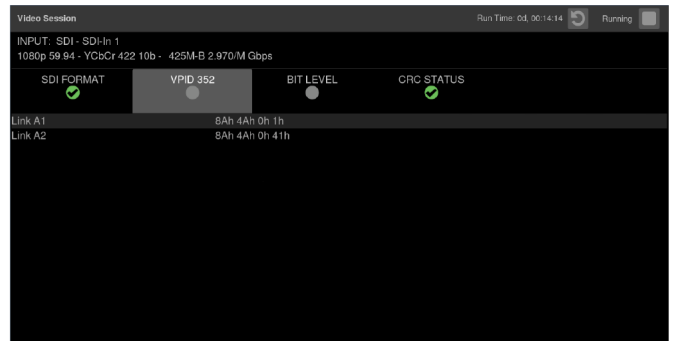 Video Session
Run Time: 0d, 00:14:14
Running
INPUT: SDI - SDI-In 1
1080p 59.94 - YCbCr 422 10b - 425M-B 2.970/M Gbps
SDI FORMAT
VPID 352
BIT LEVEL
CRC STATUS
Link A1 8Ah 4Ah 0h 1h
Link A2 8Ah 4Ah 0h 41h